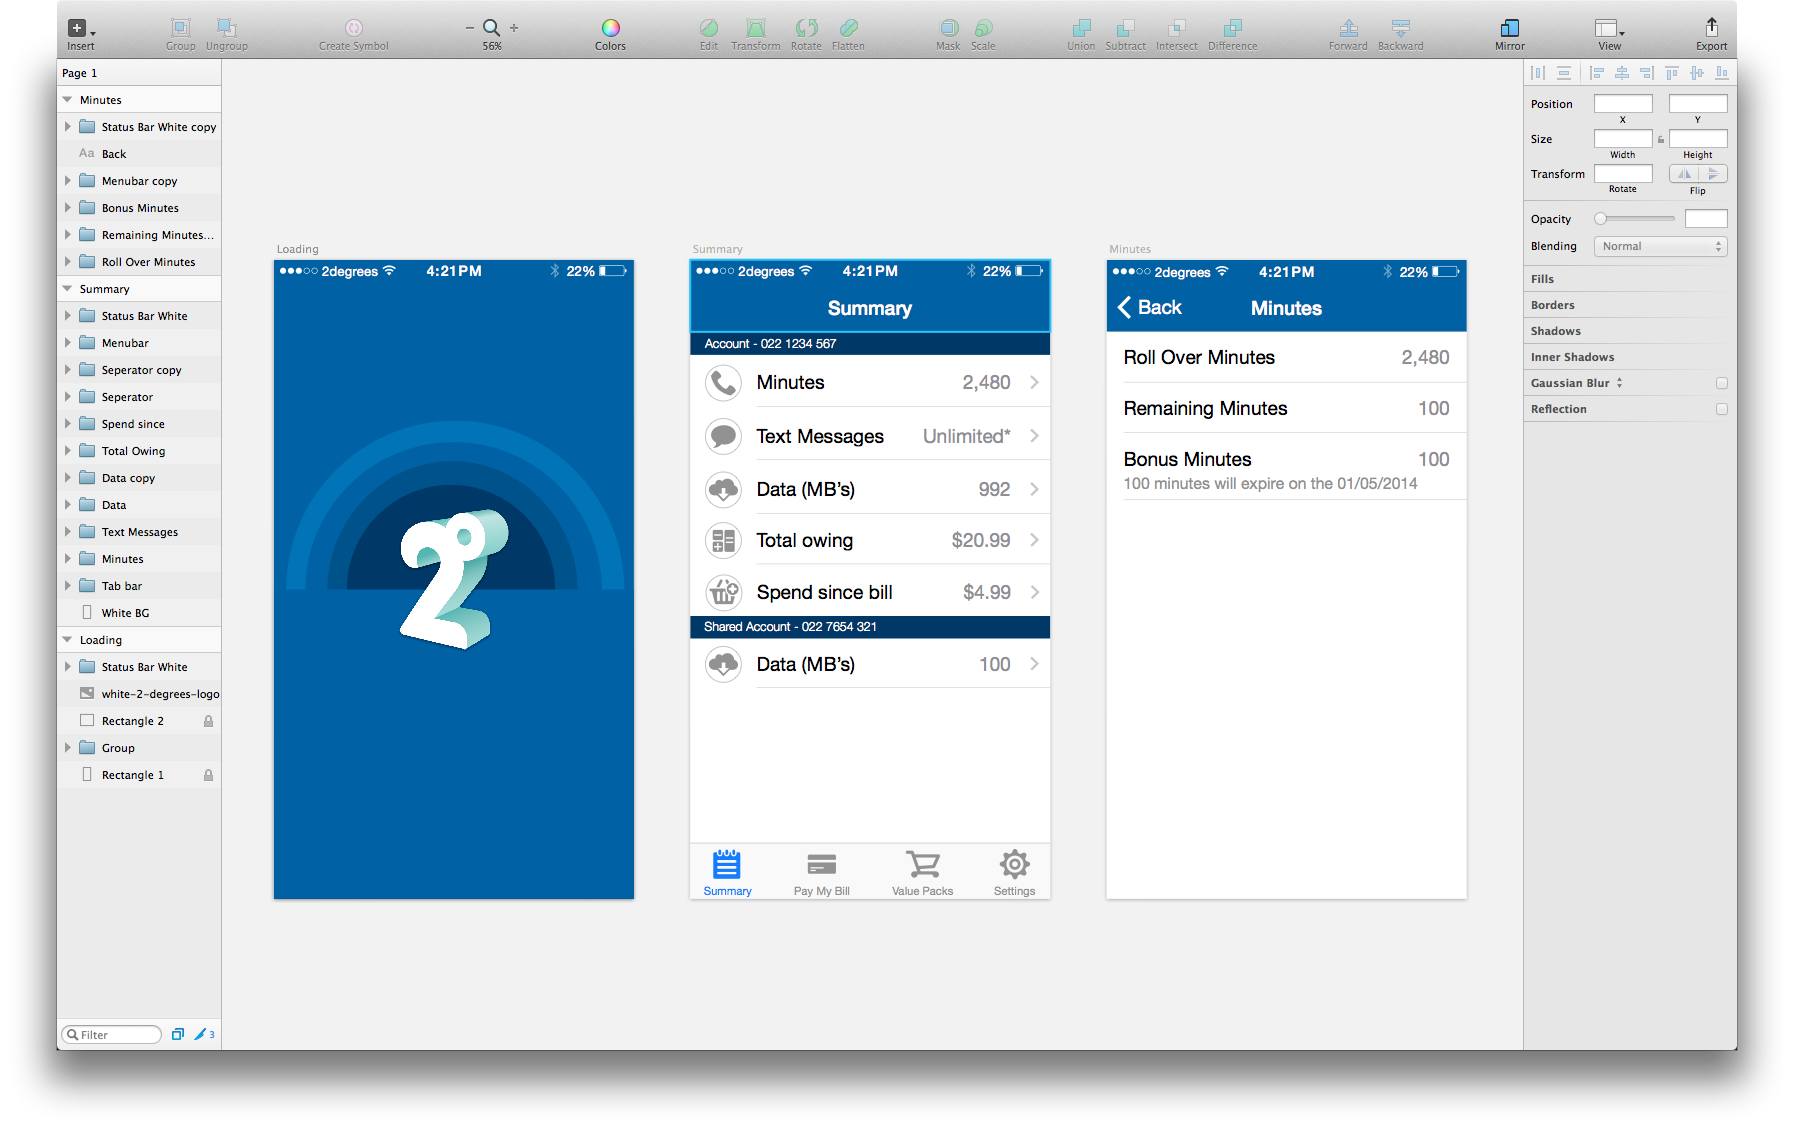 Insert
Group Ungroup
Create Symbol
56%
Colors
Edit Transform Rotate Flatten
Mask Scale
Union Subtract Intersect Difference
Forward Backward
Mirror
View
Export
Page 1
Minutes
Status Bar White copy
Aa Back
Menubar copy
Bonus Minutes
Remaining Minutes...
Roll Over Minutes
Summary
Status Bar White
Menubar
Seperator copy
Seperator
Spend since
Total Owing
Data copy
Data
Text Messages
Minutes
Tab bar
White BG
Loading
Status Bar White
white-2-degrees-logo
Rectangle 2
Group
Rectangle 1
Filter
3
Loading
2degrees 4:21PM 22%
2
Summary
2degrees 4:21PM 22%
Summary
Account - 022 1234 567
Minutes 2,480
Text Messages Unlimited*
Data (MB's) 992
Total owing $20.99
Spend since bill $4.99
Shared Account - 022 7654 321
Data (MB's) 100
Summary Pay My Bill Value Packs Settings
Minutes
2degrees 4:21PM 22%
Back Minutes
Roll Over Minutes 2,480
Remaining Minutes 100
Bonus Minutes 100
100 minutes will expire on the 01/05/2014
Position
X Y
Size
Width Height
Transform
Rotate Flip
Opacity
Blending Normal
Fills
Borders
Shadows
Inner Shadows
Gaussian Blur
Reflection